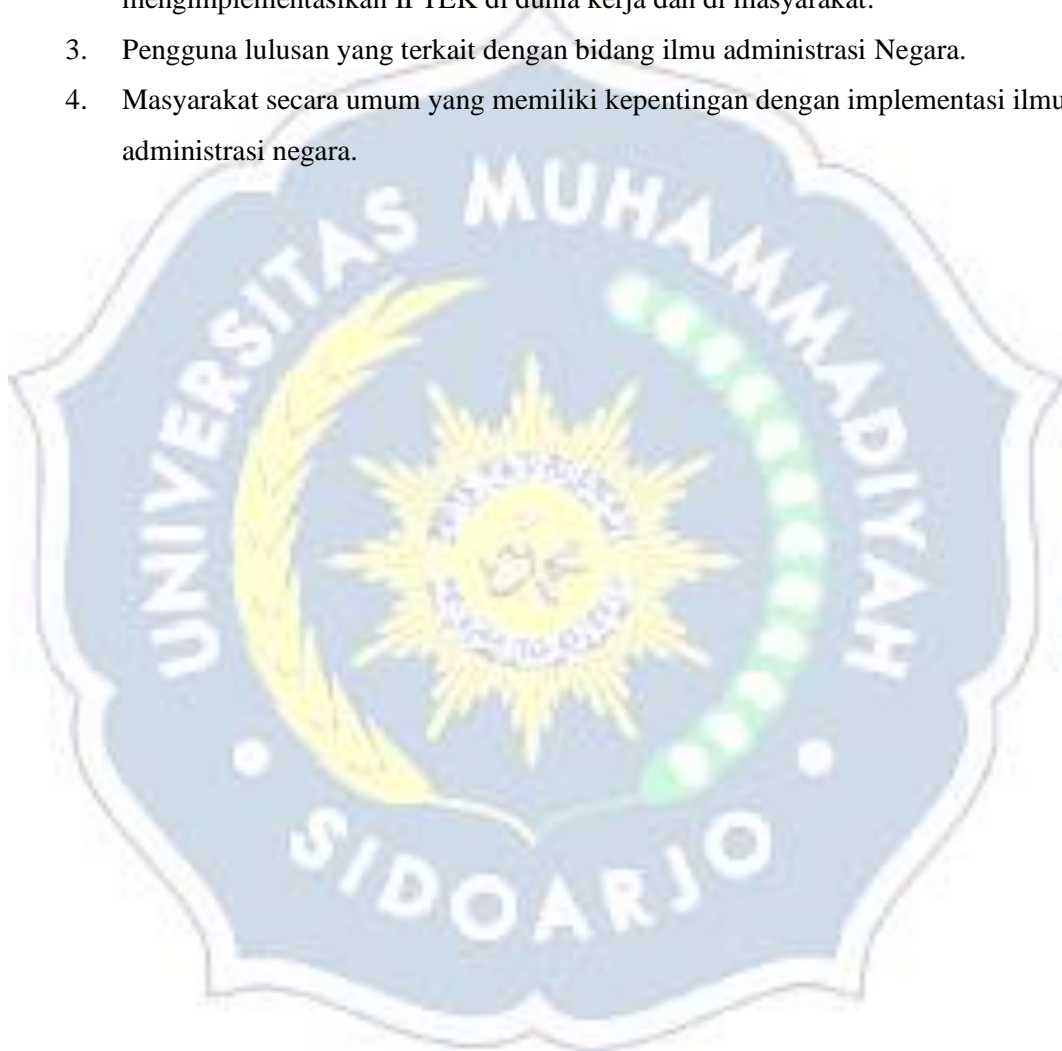 mengimplementasikan IPTEK di dunia kerja dan di masyarakat.
3. Pengguna lulusan yang terkait dengan bidang ilmu administrasi Negara.
4. Masyarakat secara umum yang memiliki kepentingan dengan implementasi ilmu
administrasi negara.
UNIVERSITAS MUHAMMADIYAH
SIDOARJO